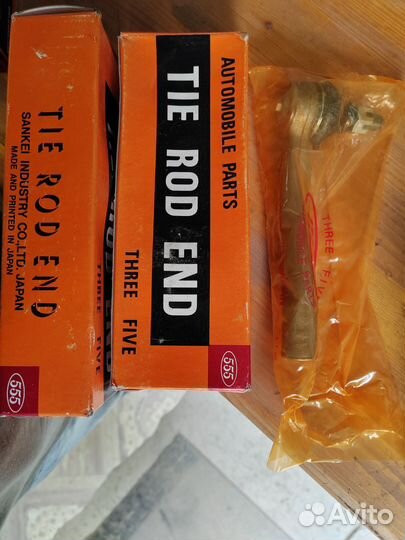 TIE ROD END
SANKEI INDUSTRY CO.,LTD. JAPAN
MADE AND PRINTED IN JAPAN
THREE FIVE
555
AUTOMOBILE PARTS
TIE ROD END
THREE FIVE
555
THREE FIVE
Avito